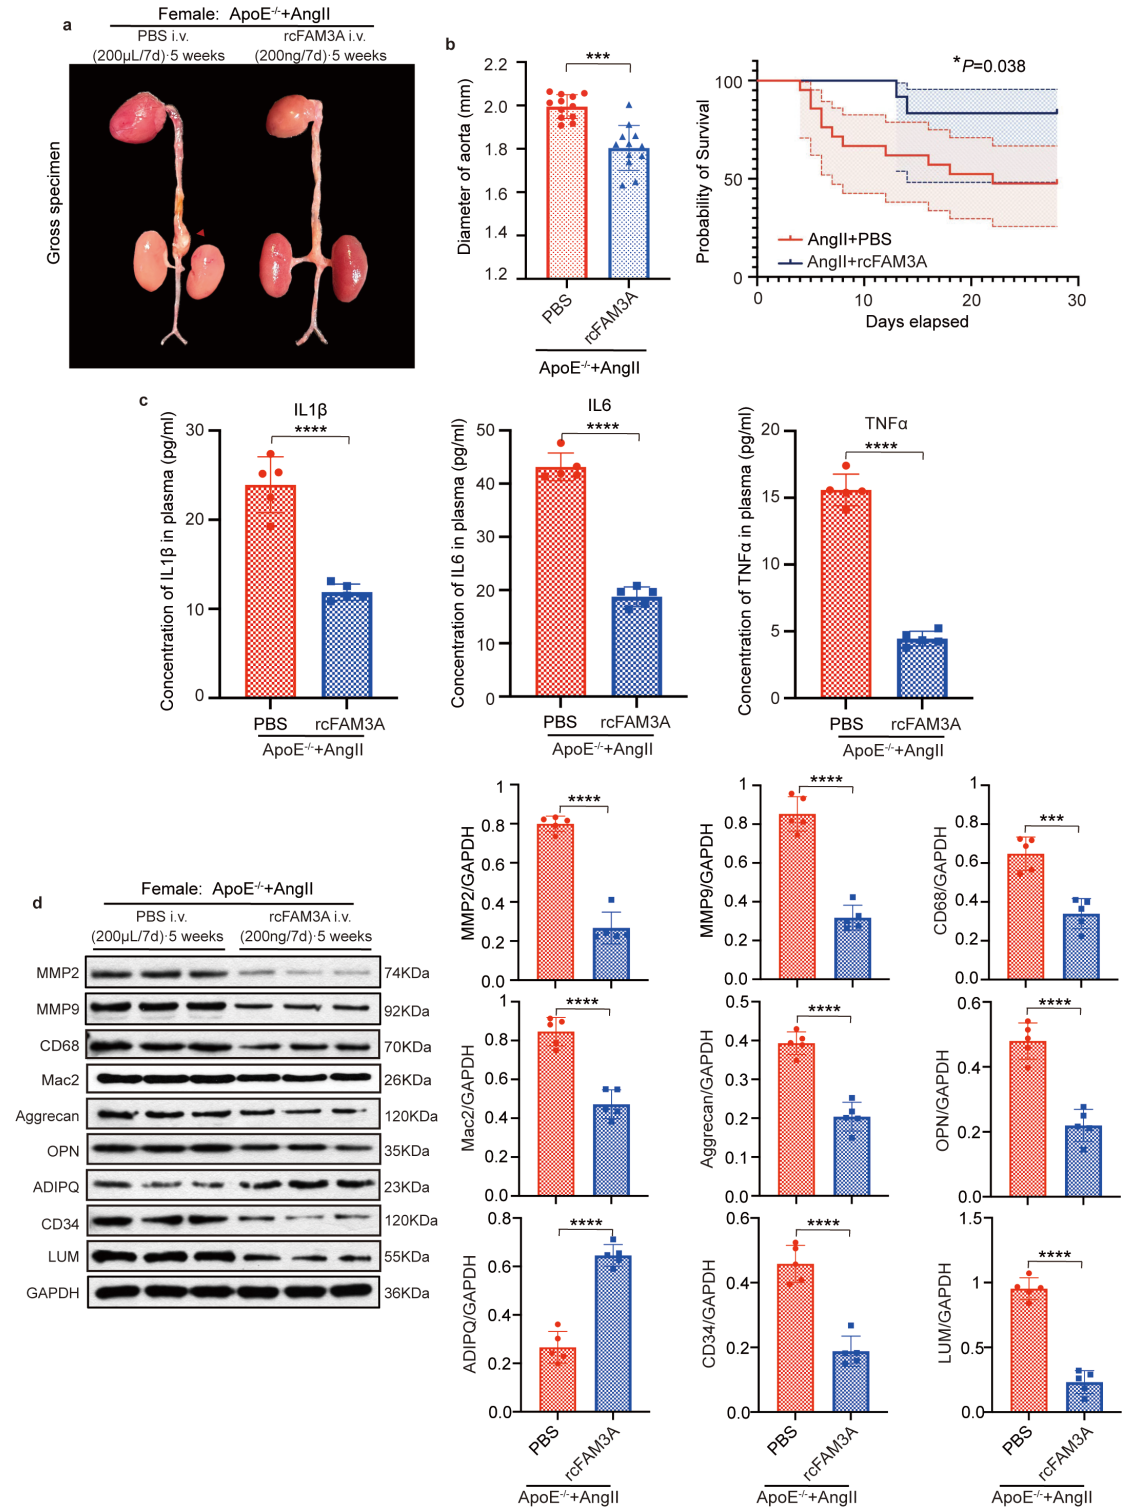 a
Female: ApoE-/-+AngII
PBS i.v.
(200µL/7d)·5 weeks
rcFAM3A i.v.
(200ng/7d)·5 weeks
Gross specimen
b
Diameter of aorta (mm)
2.2
2.0
1.8
1.6
1.4
1.2
***
PBS
rcFAM3A
ApoE-/-+AngII
Probability of Survival
100
50
0
*P=0.038
AngII+PBS
AngII+rcFAM3A
0
10
20
30
Days elapsed
c
IL1β
Concentration of IL1β in plasma (pg/ml)
30
20
10
0
****
PBS
rcFAM3A
ApoE-/-+AngII
IL6
Concentration of IL6 in plasma (pg/ml)
50
40
30
20
10
0
****
PBS
rcFAM3A
ApoE-/-+AngII
TNFα
Concentration of TNFα in plasma (pg/ml)
20
15
10
5
0
****
PBS
rcFAM3A
ApoE-/-+AngII
d
Female: ApoE-/-+AngII
PBS i.v.
(200µL/7d)·5 weeks
rcFAM3A i.v.
(200ng/7d)·5 weeks
MMP2 74KDa
MMP9 92KDa
CD68 70KDa
Mac2 26KDa
Aggrecan 120KDa
OPN 35KDa
ADIPQ 23KDa
CD34 120KDa
LUM 55KDa
GAPDH 36KDa
MMP2/GAPDH
1
0.8
0.6
0.4
0.2
0.0
****
MMP9/GAPDH
1
0.8
0.6
0.4
0.2
0.0
****
CD68/GAPDH
1
0.8
0.6
0.4
0.2
0.0
***
Mac2/GAPDH
1
0.8
0.6
0.4
0.2
0.0
****
Aggrecan/GAPDH
0.5
0.4
0.3
0.2
0.1
0.0
****
OPN/GAPDH
0.6
0.4
0.2
0.0
****
ADIPQ/GAPDH
0.8
0.6
0.4
0.2
0.0
****
PBS
rcFAM3A
ApoE-/-+AngII
CD34/GAPDH
0.6
0.4
0.2
0.0
****
PBS
rcFAM3A
ApoE-/-+AngII
LUM/GAPDH
1.5
1
0.5
0.0
****
PBS
rcFAM3A
ApoE-/-+AngII